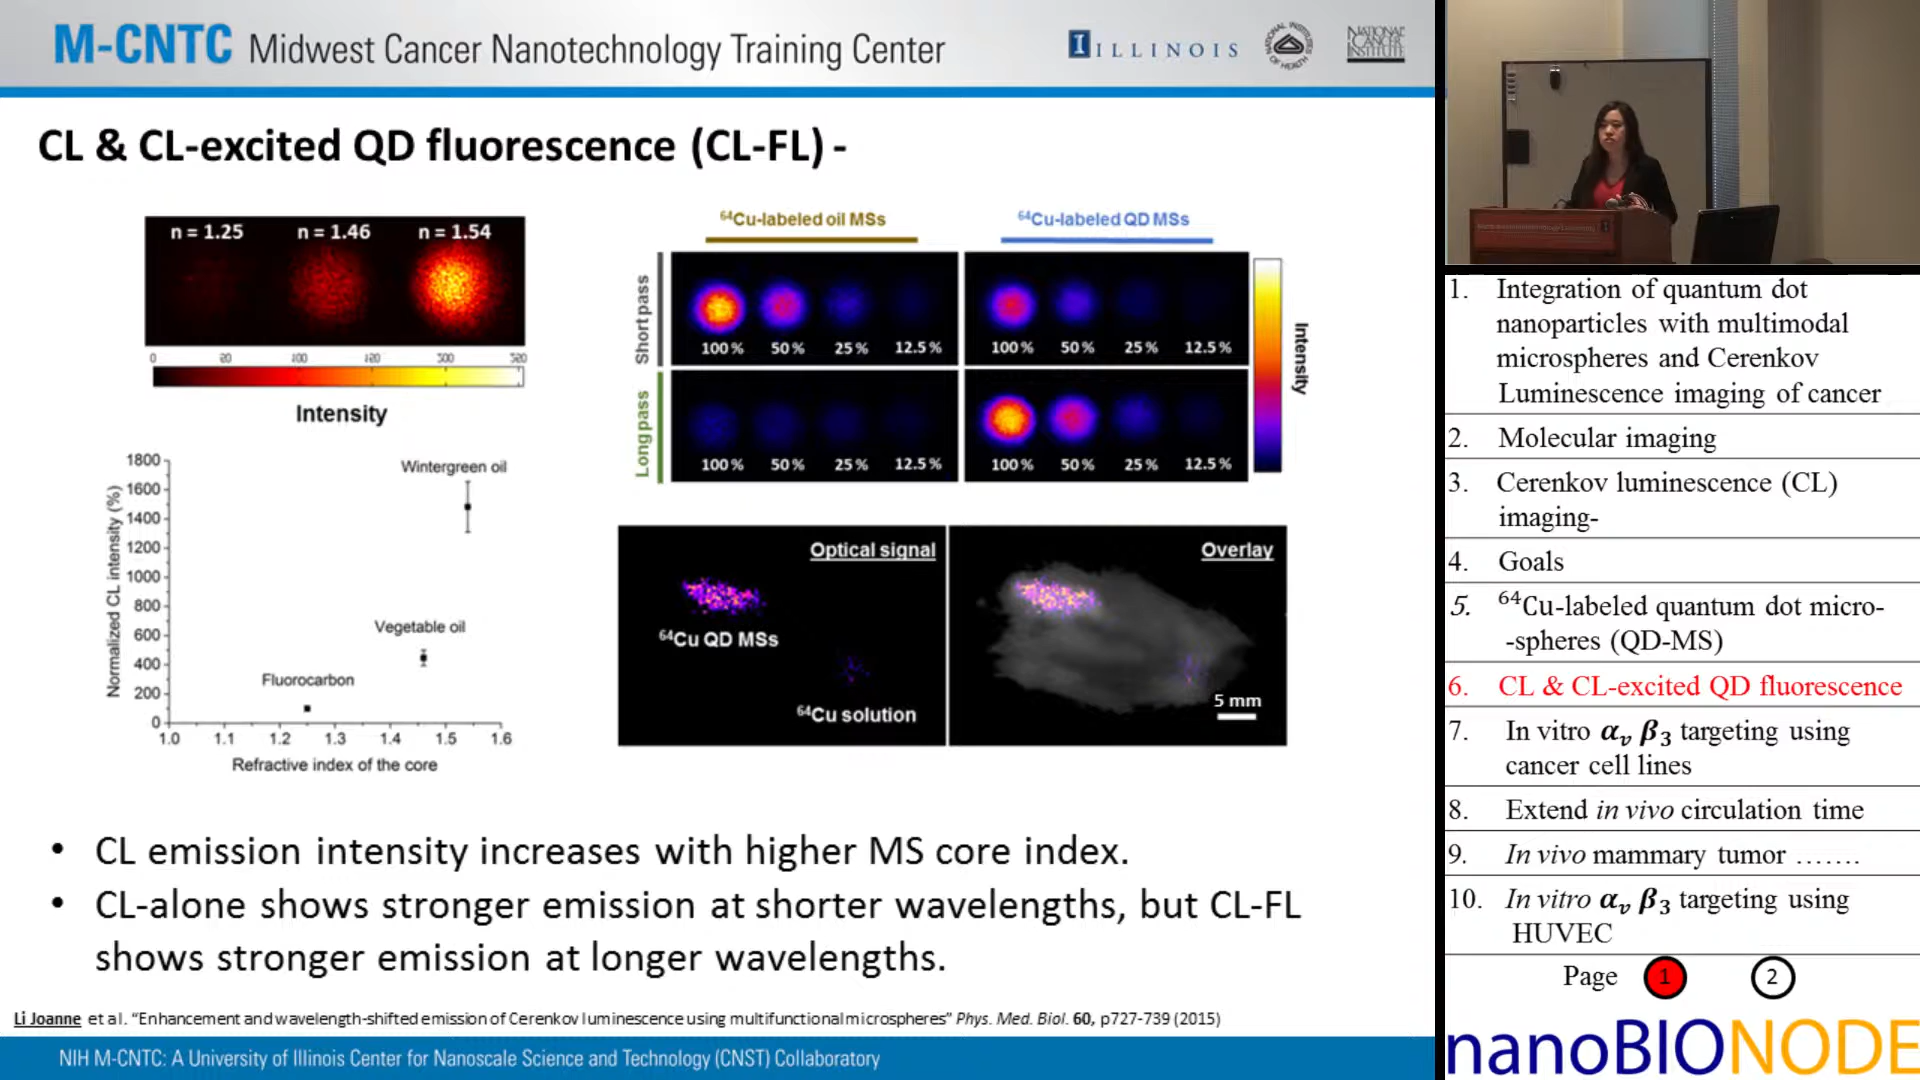 M-CNTC Midwest Cancer Nanotechnology Training Center
ILLINOIS
NATIONAL INSTITUTES OF HEALTH
NATIONAL CANCER INSTITUTE
CL & CL-excited QD fluorescence (CL-FL) -
n = 1.25 n = 1.46 n = 1.54
Intensity
Normalized CL intensity (%)
1800
1600
1400
1200
1000
800
600
400
200
0
Wintergreen oil
Vegetable oil
Fluorocarbon
1.0 1.1 1.2 1.3 1.4 1.5 1.6
Refractive index of the core
⁶⁴Cu-labeled oil MSs
⁶⁴Cu-labeled QD MSs
Short pass
100 % 50 % 25 % 12.5 %
100 % 50 % 25 % 12.5 %
Long pass
100 % 50 % 25 % 12.5 %
100 % 50 % 25 % 12.5 %
Intensity
Optical signal
⁶⁴Cu QD MSs
⁶⁴Cu solution
Overlay
5 mm
• CL emission intensity increases with higher MS core index.
• CL-alone shows stronger emission at shorter wavelengths, but CL-FL
shows stronger emission at longer wavelengths.
Li Joanne et al. “Enhancement and wavelength-shifted emission of Cerenkov luminescence using multifunctional microspheres” Phys. Med. Biol. 60, p727-739 (2015)
NIH M-CNTC: A University of Illinois Center for Nanoscale Science and Technology (CNST) Collaboratory
1. Integration of quantum dot
nanoparticles with multimodal
microspheres and Cerenkov
Luminescence imaging of cancer
2. Molecular imaging
3. Cerenkov luminescence (CL)
imaging-
4. Goals
5. ⁶⁴Cu-labeled quantum dot micro-
-spheres (QD-MS)
6. CL & CL-excited QD fluorescence
7. In vitro αᵥ β₃ targeting using
cancer cell lines
8. Extend in vivo circulation time
9. In vivo mammary tumor …….
10. In vitro αᵥ β₃ targeting using
HUVEC
Page 1 2
nanoBIONODE